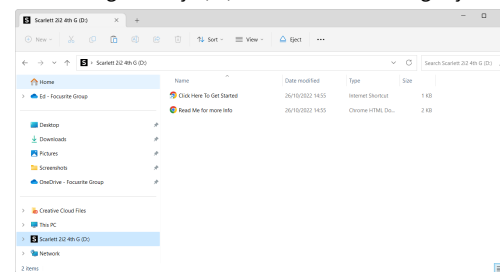 Scarlett 2i2 4th G (D:)
New
Sort
View
Eject
Scarlett 2i2 4th G (D:)
Search Scarlett 2i2 4th G (D:)
Home
Ed - Focusrite Group
Desktop
Downloads
Pictures
Screenshots
OneDrive - Focusrite Group
Creative Cloud Files
This PC
Scarlett 2i2 4th G (D:)
Network
Name Date modified Type Size
Click Here To Get Started 26/10/2022 14:55 Internet Shortcut 1 KB
Read Me for more Info 26/10/2022 14:55 Chrome HTML Do... 2 KB
2 items